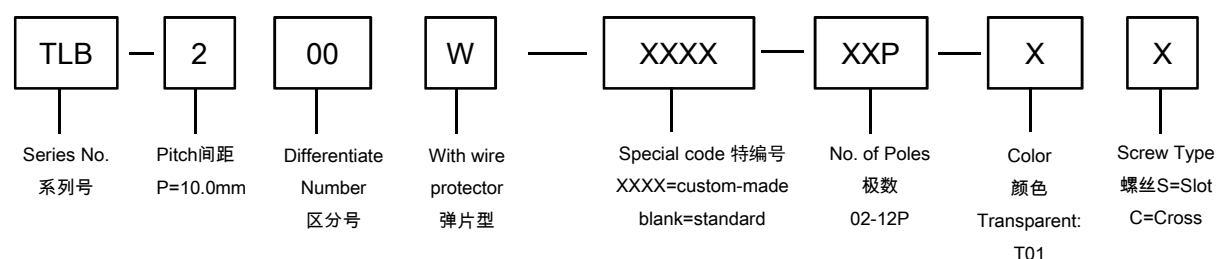 TLB — 2 00 W — XXXX — XXP — X X
Series No.
系列号
Pitch间距
P=10.0mm
Differentiate
Number
区分号
With wire
protector
弹片型
Special code 特编号
XXXX=custom-made
blank=standard
No. of Poles
极数
02-12P
Color
颜色
Transparent:
T01
Screw Type
螺丝S=Slot
C=Cross